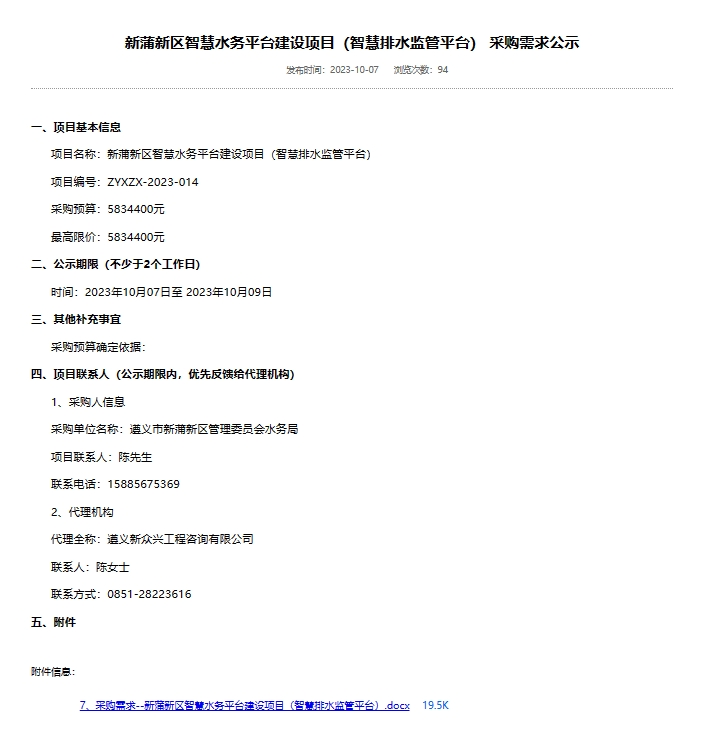 新蒲新区智慧水务平台建设项目（智慧排水监管平台） 采购需求公示
发布时间：2023-10-07 浏览次数：94
一、项目基本信息
项目名称：新蒲新区智慧水务平台建设项目（智慧排水监管平台）
项目编号：ZYXZX-2023-014
采购预算：5834400元
最高限价：5834400元
二、公示期限（不少于2个工作日）
时间：2023年10月07日至 2023年10月09日
三、其他补充事宜
采购预算确定依据：
四、项目联系人（公示期限内，优先反馈给代理机构）
1、采购人信息
采购单位名称：遵义市新蒲新区管理委员会水务局
项目联系人：陈先生
联系电话：15885675369
2、代理机构
代理全称：遵义新众兴工程咨询有限公司
联系人：陈女士
联系方式：0851-28223616
五、附件
附件信息：
7、采购需求--新蒲新区智慧水务平台建设项目（智慧排水监管平台）.docx 19.5K